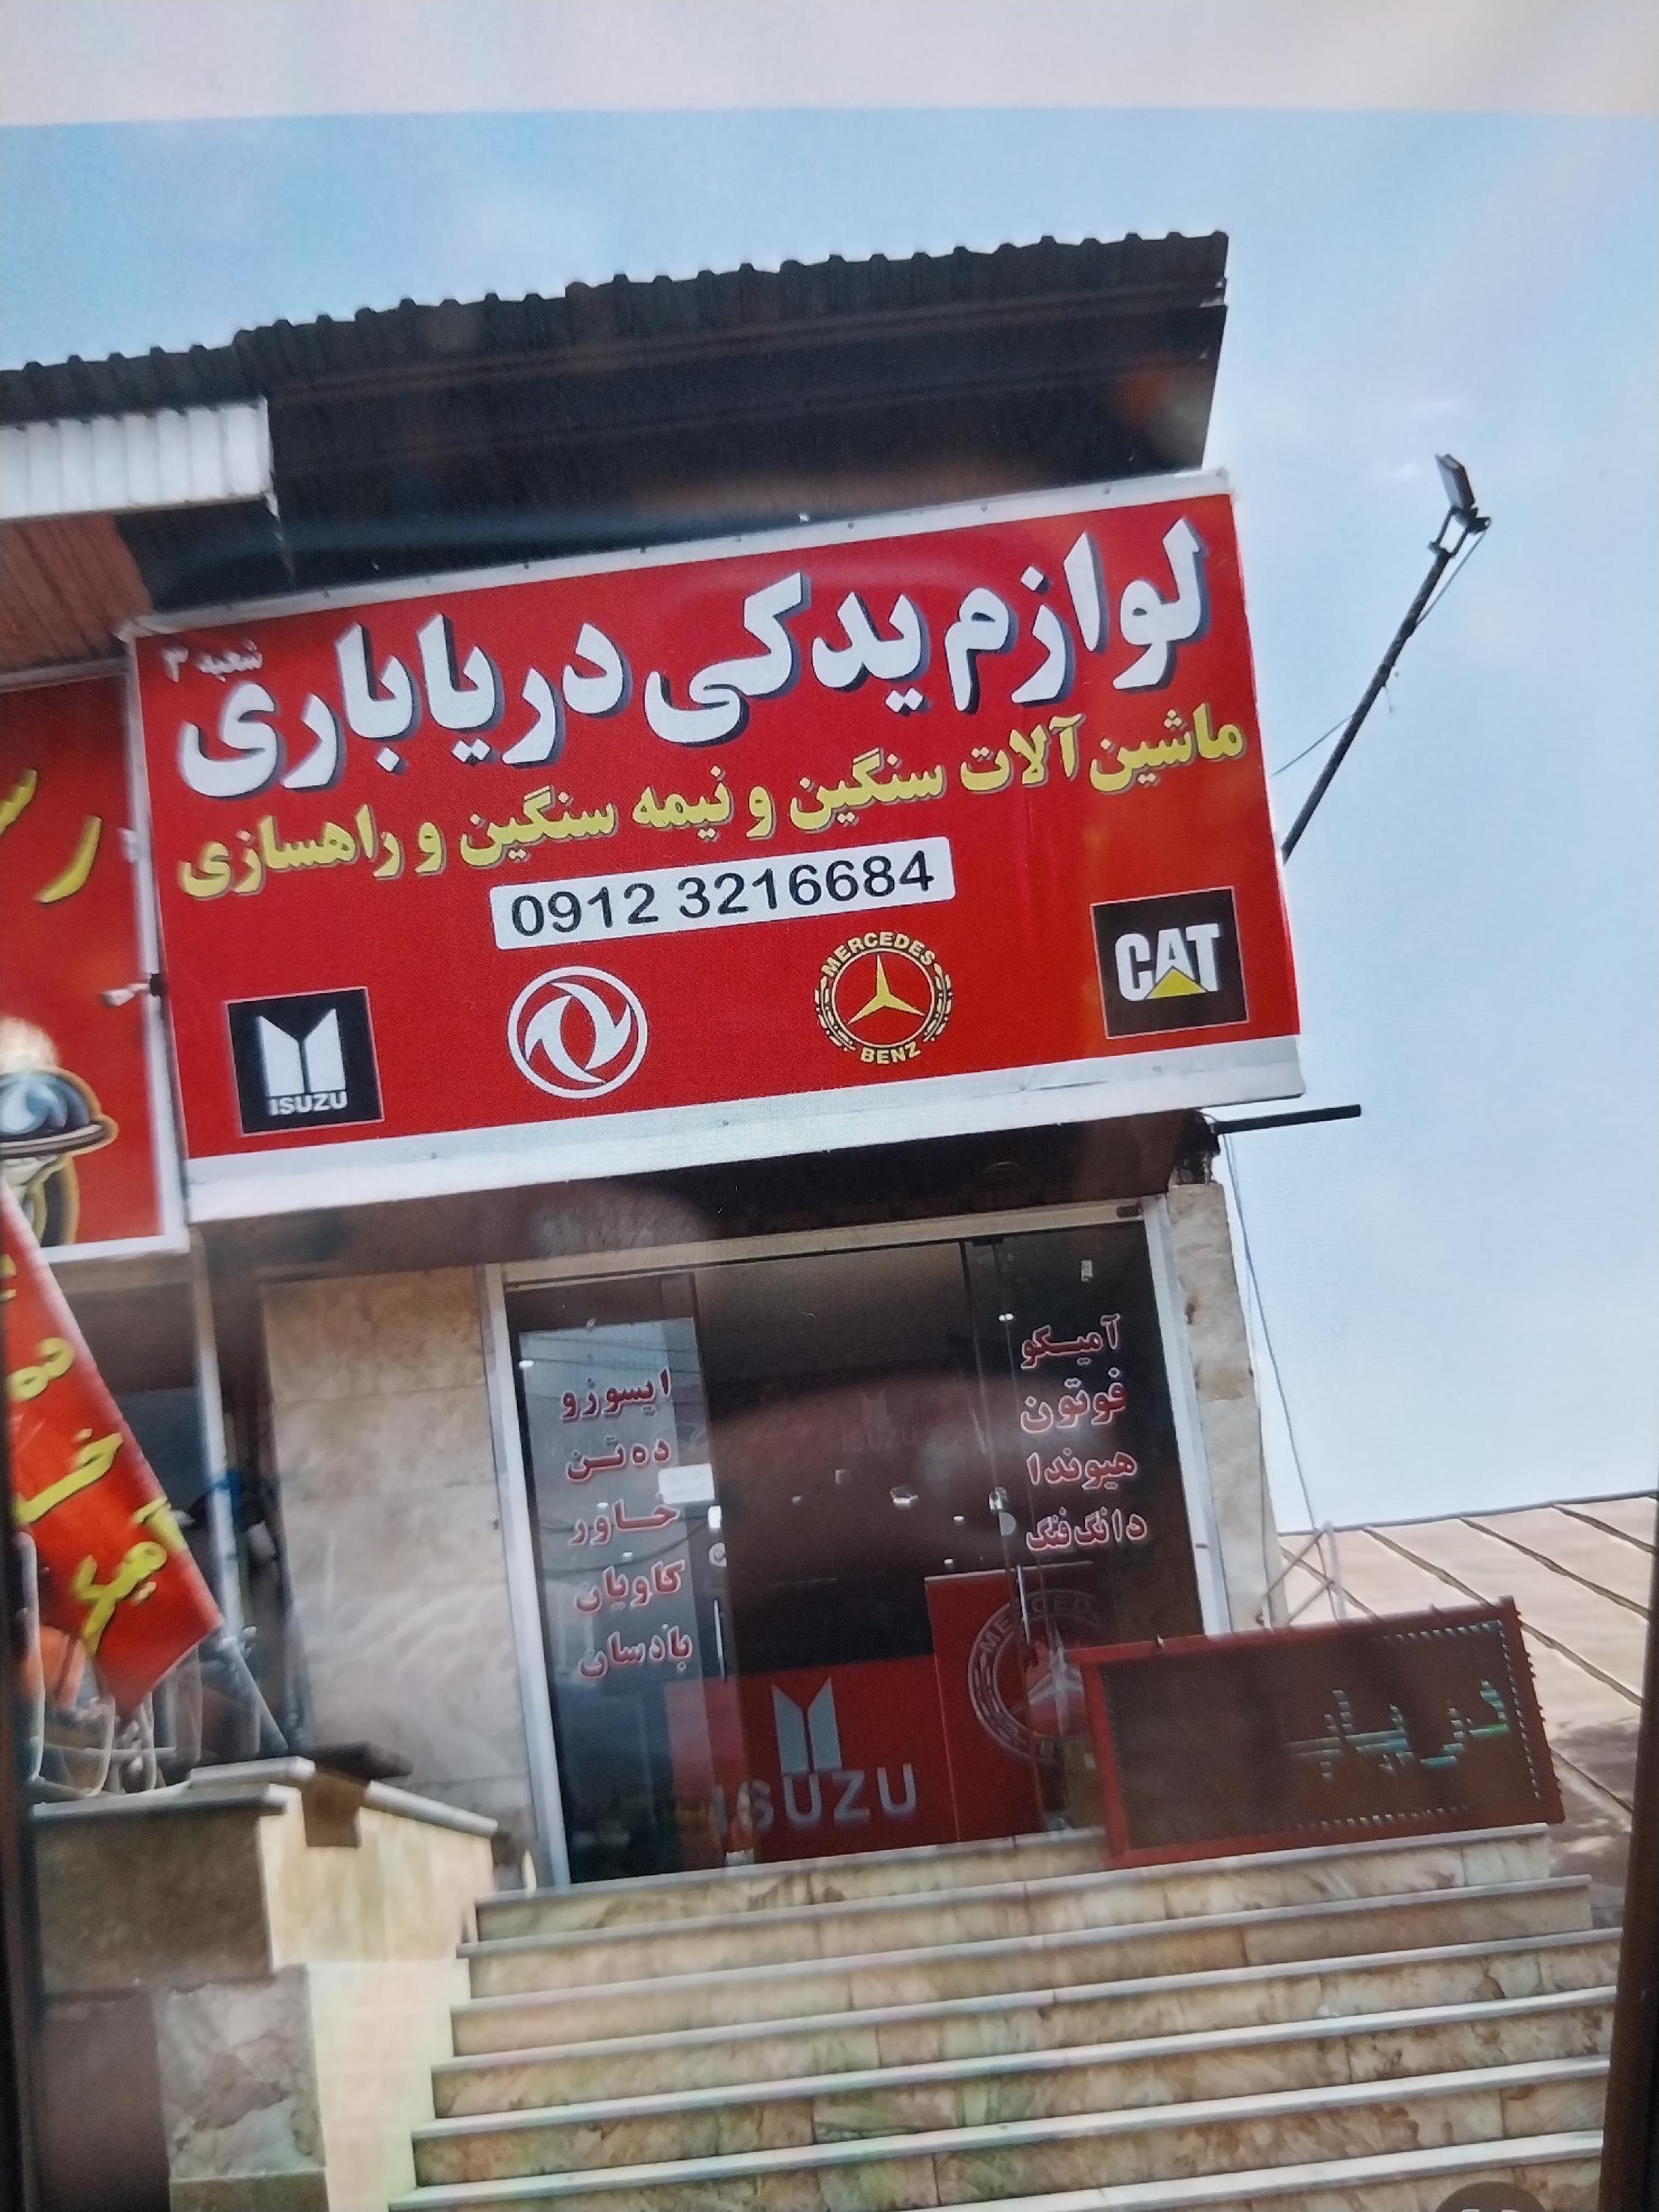 شعبه ۳
لوازم یدکی دریاباری
ماشین آلات سنگین و نیمه سنگین و راهسازی
0912 3216684
CAT
MERCEDES
BENZ
ISUZU
آمیکو
فوتون
هیوندا
دانگ فنگ
ایسوزو
ده تن
خاور
کاویان
بادسان
ISUZU